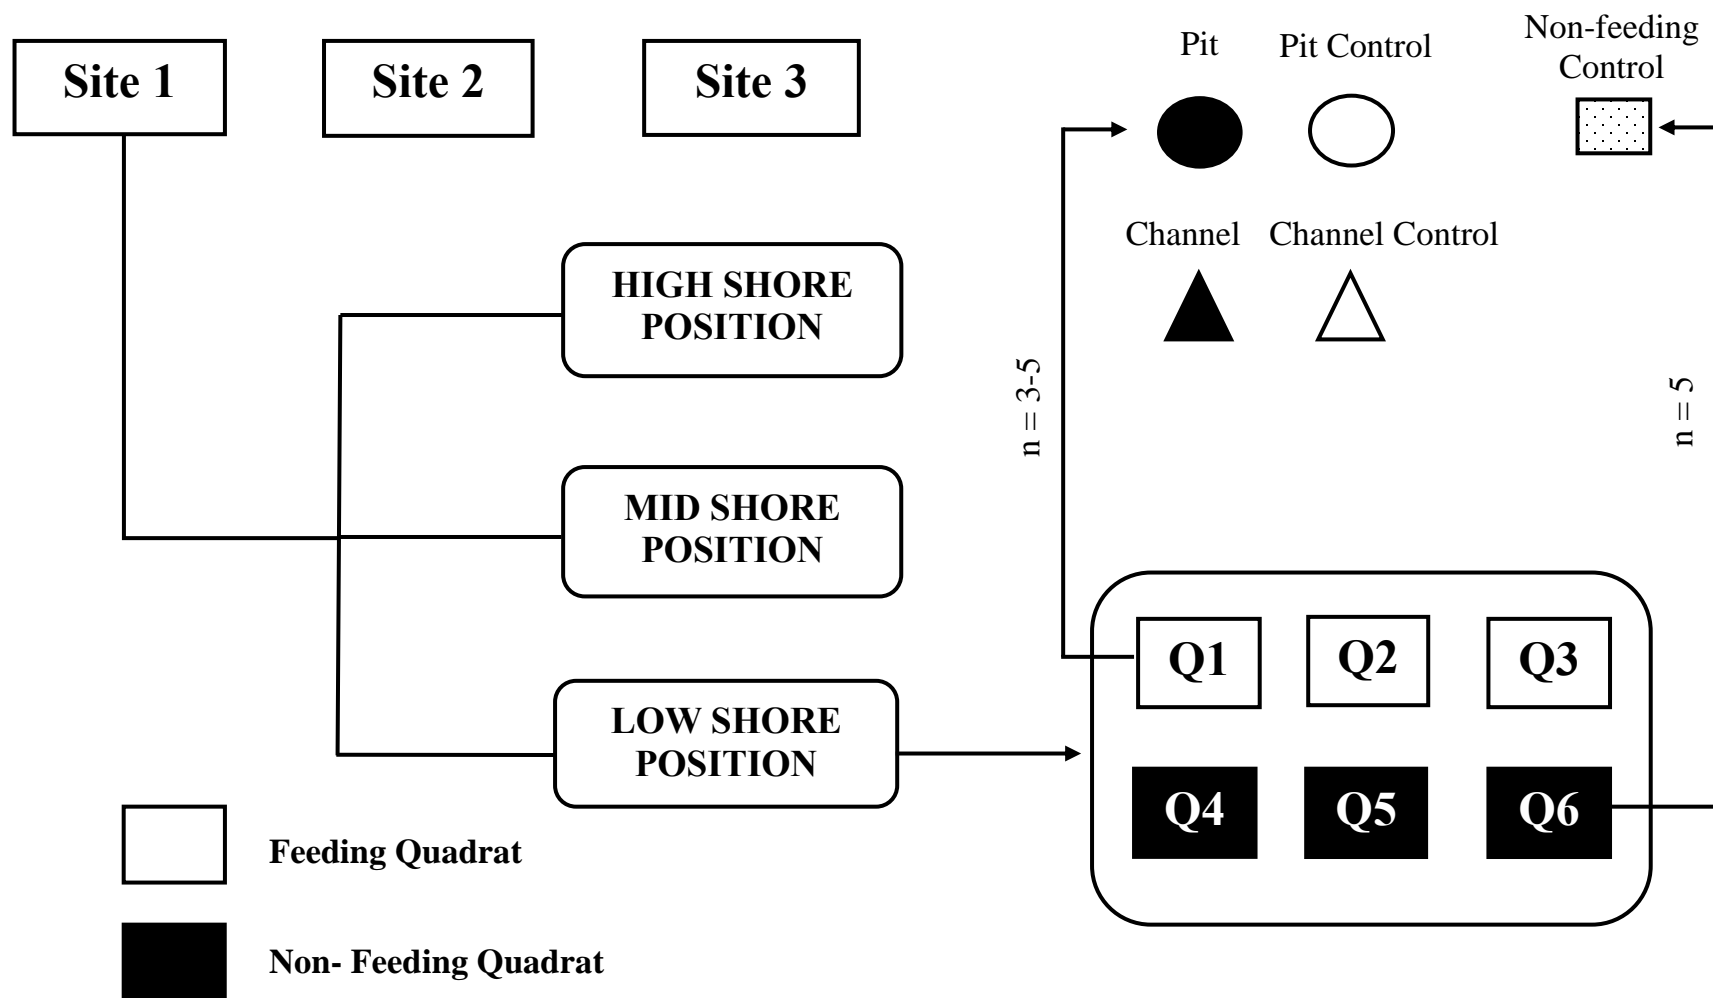 Site 1
Site 2
Site 3
Pit
Pit Control
Non-feeding
Control
Channel
Channel Control
HIGH SHORE
POSITION
MID SHORE
POSITION
LOW SHORE
POSITION
n = 3-5
n = 5
Q1
Q2
Q3
Q4
Q5
Q6
Feeding Quadrat
Non- Feeding Quadrat